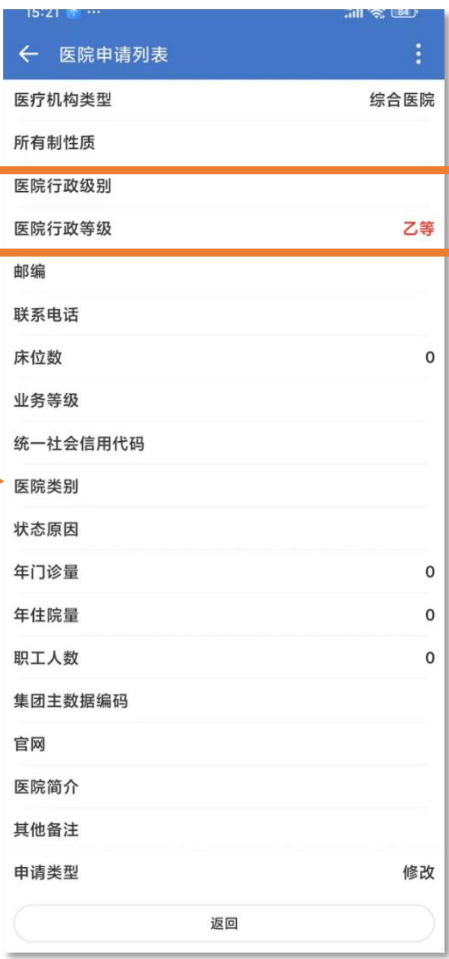 15:21 ...
84
医院申请列表
医疗机构类型 综合医院
所有制性质
医院行政级别
医院行政等级 乙等
邮编
联系电话
床位数 0
业务等级
统一社会信用代码
医院类别
状态原因
年门诊量 0
年住院量 0
职工人数 0
集团主数据编码
官网
医院简介
其他备注
申请类型 修改
返回